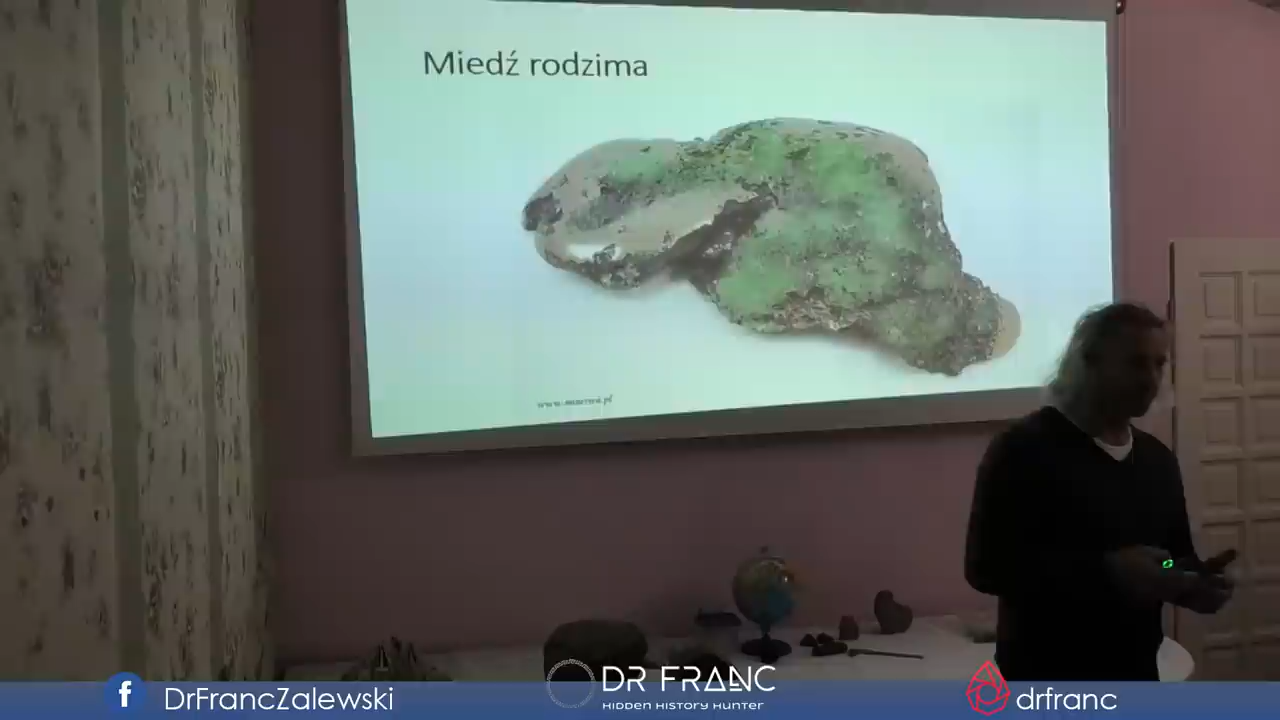 Miedź rodzima
DR FRANC
HIDDEN HISTORY HUNTER
DrFrancZalewski
drfranc